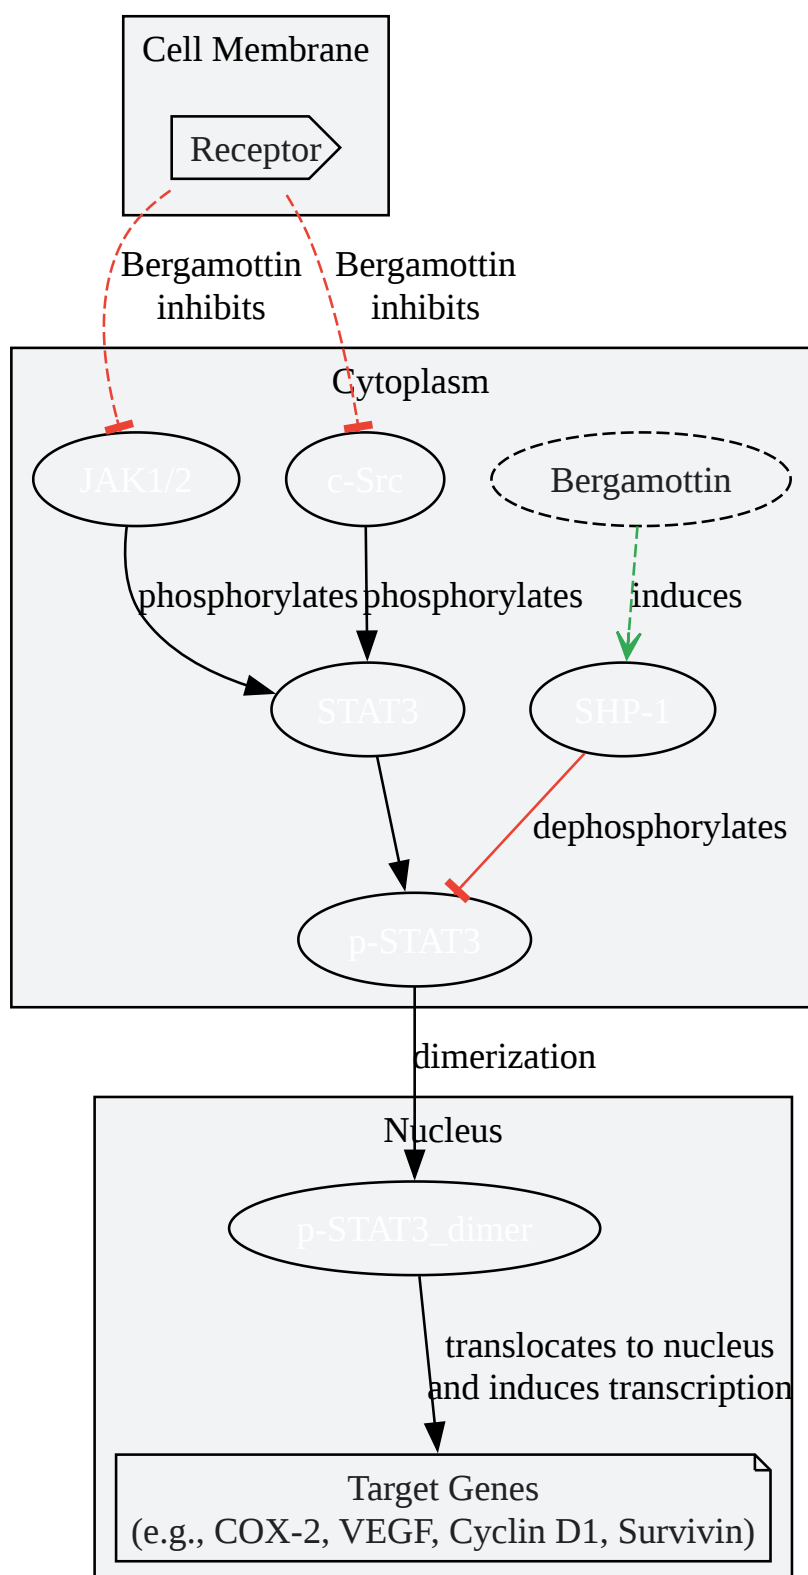 Cell Membrane
Receptor
Bergamottin
inhibits
Bergamottin
inhibits
Cytoplasm
JAK1/2
c-Src
Bergamottin
phosphorylates
phosphorylates
induces
STAT3
SHP-1
dephosphorylates
p-STAT3
dimerization
Nucleus
p-STAT3_dimer
translocates to nucleus
and induces transcription
Target Genes
(e.g., COX-2, VEGF, Cyclin D1, Survivin)